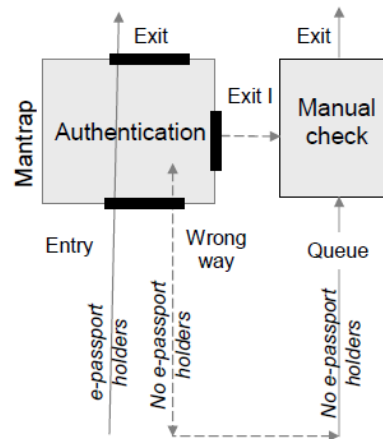 Exit
Exit
Exit I
Mantrap
Authentication
Manual
check
Entry
Wrong
way
Queue
e-passport
holders
No e-passport
holders
No e-passport
holders